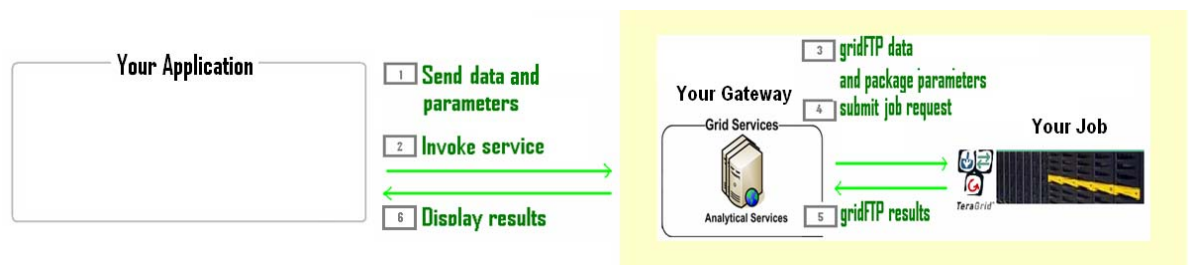 Your Application
1 Send data and
parameters
2 Invoke service
6 Display results
3 gridFTP data
and package parameters
4 submit job request
Your Gateway
Grid Services
Analytical Services
5 gridFTP results
Your Job
TeraGrid